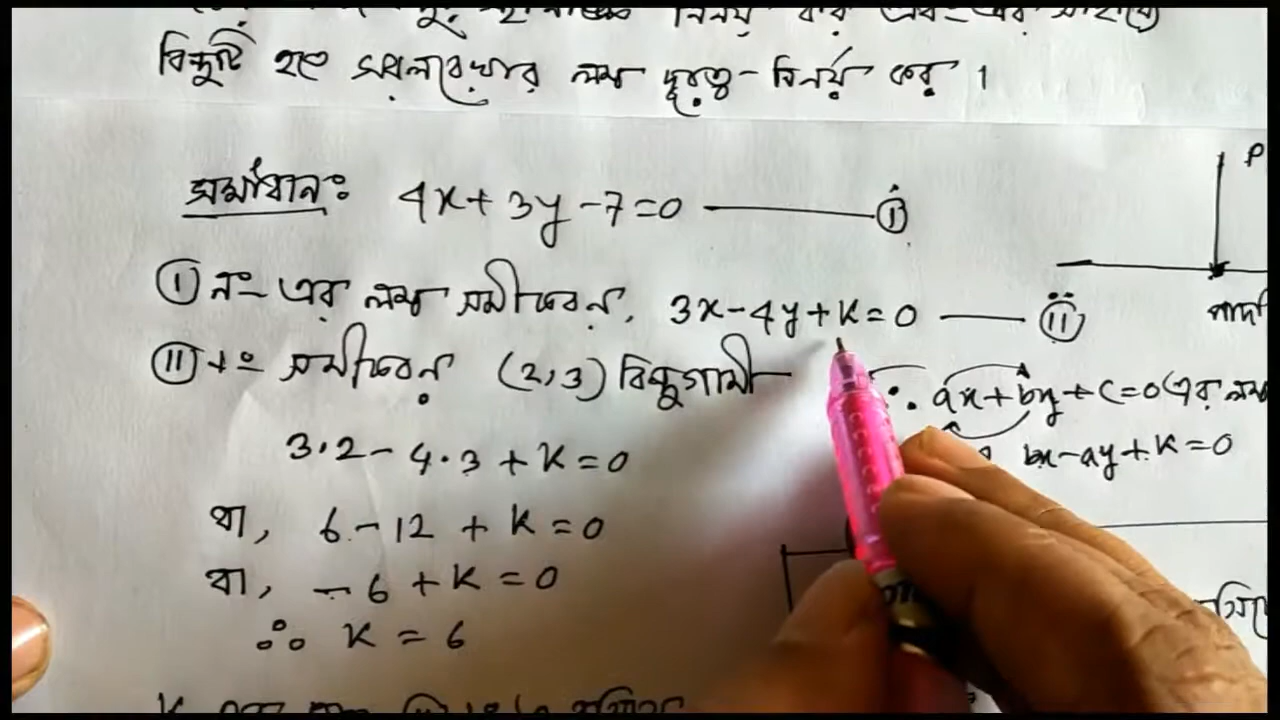 বিন্দুটি হতে সরলরেখার লম্ব দূরত্ব নির্ণয় কর।
সমাধানঃ 4x + 3y - 7 = 0 — (i)
P
(i) নং এর লম্ব সমীকরণ, 3x - 4y + k = 0 — (ii)
(ii) নং সমীকরণ (2,3) বিন্দুগামী
∴ ax + by + c = 0 এর লম্ব
bx - ay + k = 0
3·2 - 4·3 + k = 0
বা, 6 - 12 + k = 0
বা, - 6 + k = 0
∴ k = 6